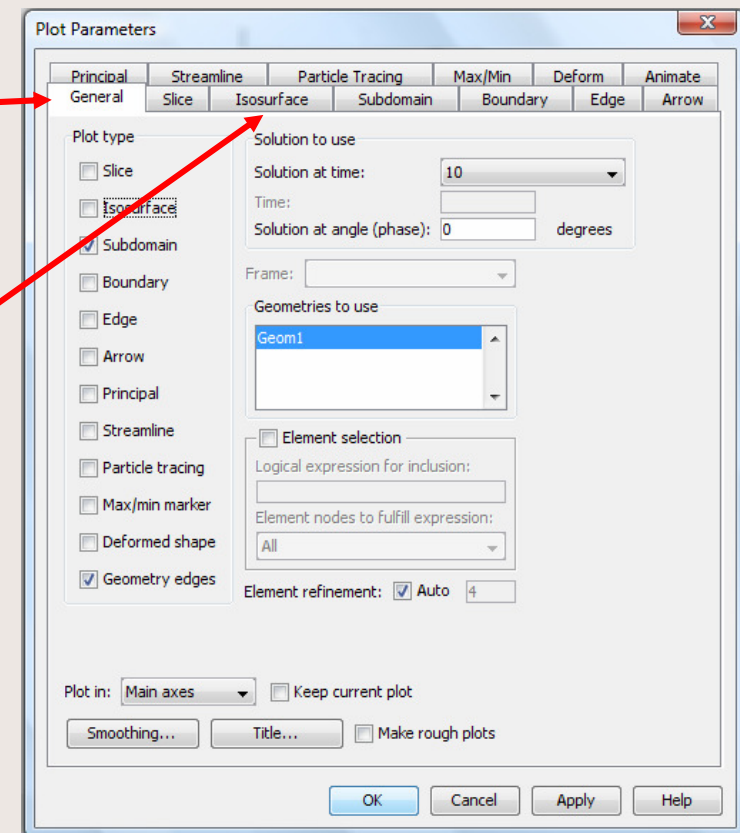 Plot Parameters
Principal Streamline Particle Tracing Max/Min Deform Animate
General Slice Isosurface Subdomain Boundary Edge Arrow
Plot type
Slice
Isosurface
Subdomain
Boundary
Edge
Arrow
Principal
Streamline
Particle tracing
Max/min marker
Deformed shape
Geometry edges
Solution to use
Solution at time: 10
Time:
Solution at angle (phase): 0 degrees
Frame:
Geometries to use
Geom1
Element selection
Logical expression for inclusion:
Element nodes to fulfill expression:
All
Element refinement: Auto 4
Plot in: Main axes Keep current plot
Smoothing... Title... Make rough plots
OK Cancel Apply Help